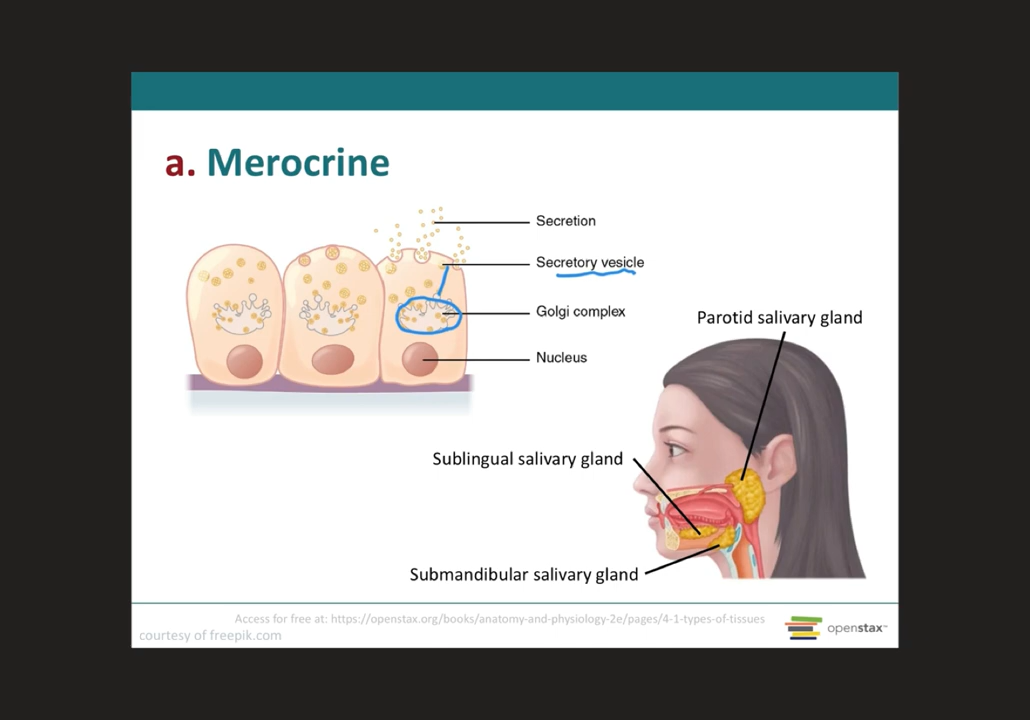 a. Merocrine
Secretion
Secretory vesicle
Golgi complex
Nucleus
Parotid salivary gland
Sublingual salivary gland
Submandibular salivary gland
Access for free at: https://openstax.org/books/anatomy-and-physiology-2e/pages/4-1-types-of-tissues
courtesy of freepik.com
openstax™